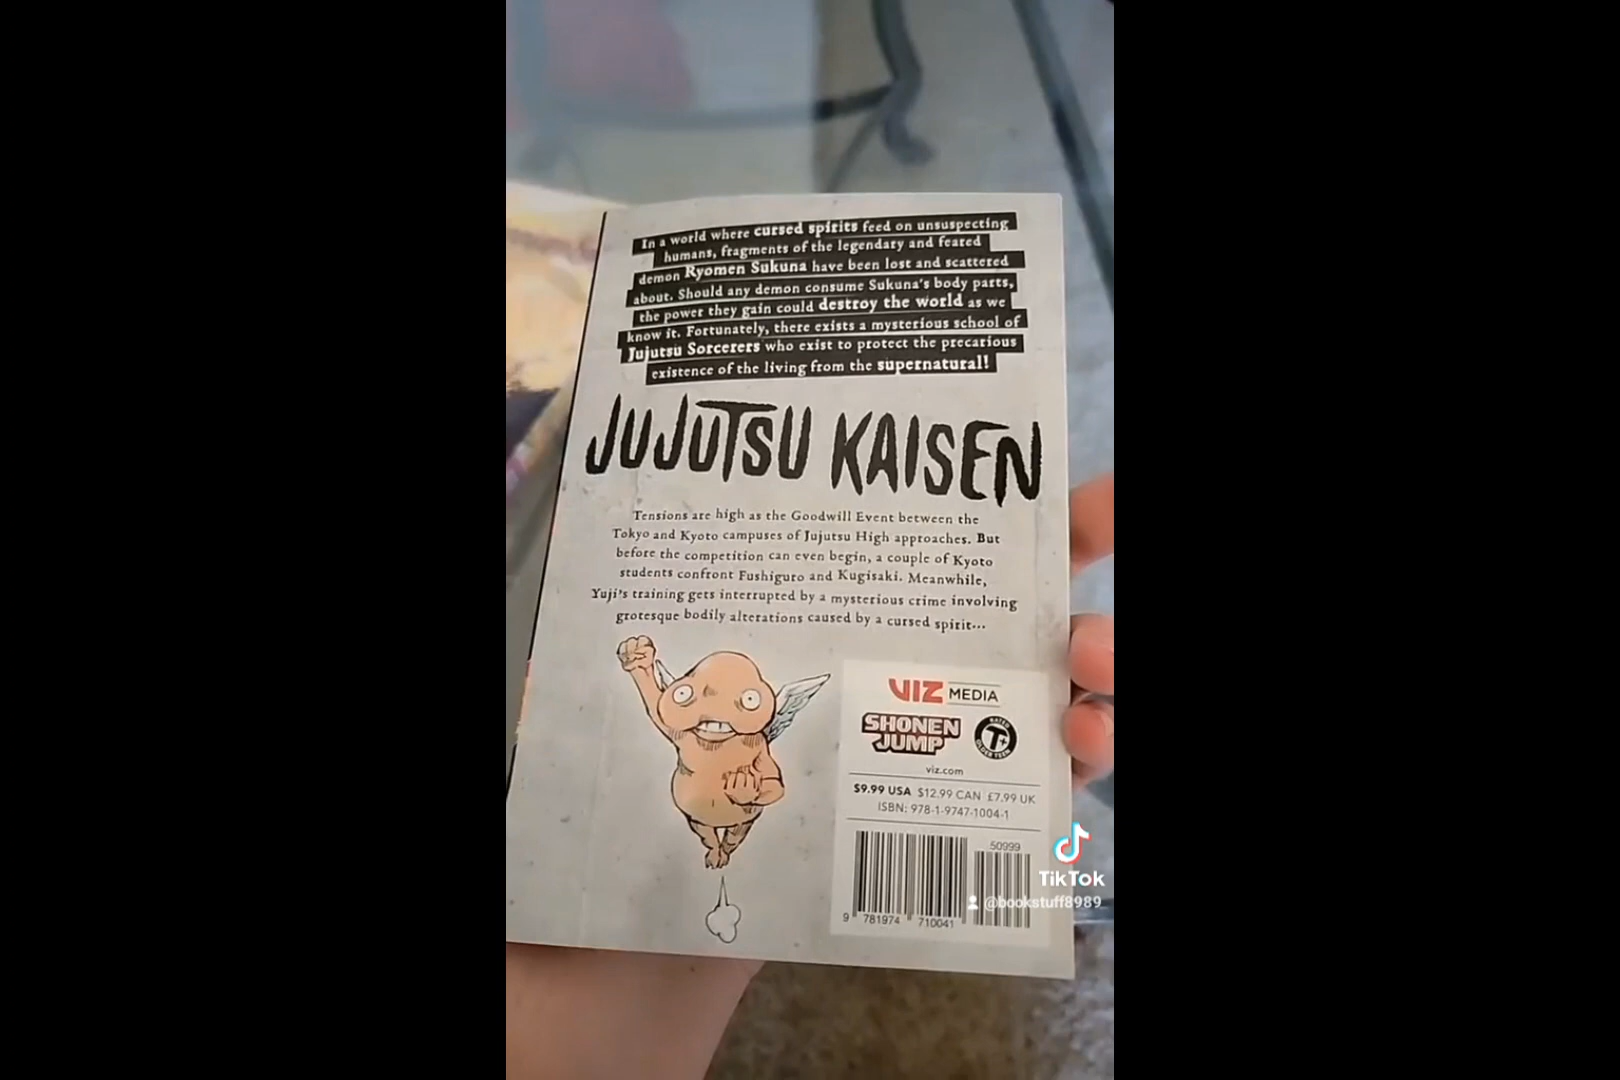 In a world where cursed spirits feed on unsuspecting
humans, fragments of the legendary and feared
demon Ryomen Sukuna have been lost and scattered
about. Should any demon consume Sukuna's body parts,
the power they gain could destroy the world as we
know it. Fortunately, there exists a mysterious school of
Jujutsu Sorcerers who exist to protect the precarious
existence of the living from the supernatural!
JUJUTSU KAISEN
Tensions are high as the Goodwill Event between the
Tokyo and Kyoto campuses of Jujutsu High approaches. But
before the competition can even begin, a couple of Kyoto
students confront Fushiguro and Kugisaki. Meanwhile,
Yuji's training gets interrupted by a mysterious crime involving
grotesque bodily alterations caused by a cursed spirit...
VIZ MEDIA
SHONEN
JUMP
RATED
T+
OLDER TEEN
viz.com
$9.99 USA $12.99 CAN £7.99 UK
ISBN: 978-1-9747-1004-1
50999
9 781974 710041
TikTok
@bookstuff8989